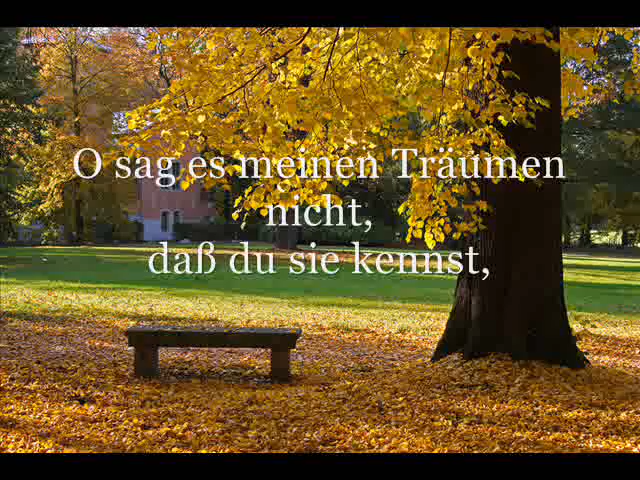 O sag es meinen Träumen
nicht,
daß du sie kennst,